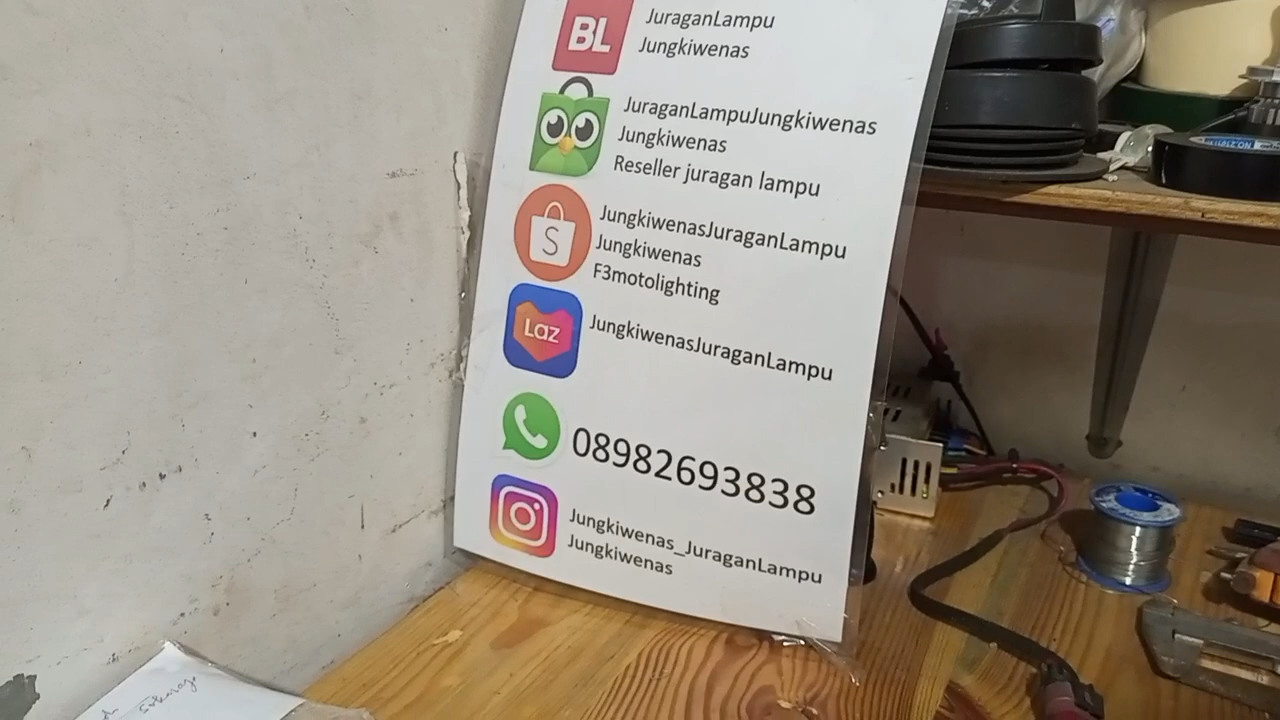 BL
JuraganLampu
Jungkiwenas
JuraganLampuJungkiwenas
Jungkiwenas
Reseller juragan lampu
S
JungkiwenasJuraganLampu
Jungkiwenas
F3motolighting
Laz
JungkiwenasJuraganLampu
08982693838
Jungkiwenas_JuraganLampu
Jungkiwenas